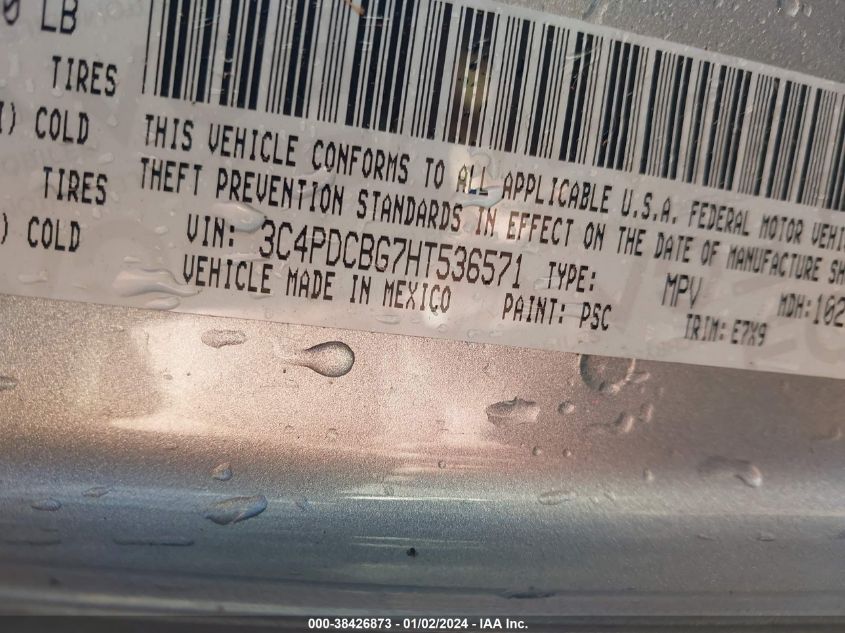 0 LB
TIRES
) COLD
TIRES
) COLD
THIS VEHICLE CONFORMS TO ALL APPLICABLE U.S.A. FEDERAL MOTOR VEHI
THEFT PREVENTION STANDARDS IN EFFECT ON THE DATE OF MANUFACTURE SH
VIN: 3C4PDCBG7HT536571 TYPE: MPV MDH:102
VEHICLE MADE IN MEXICO PAINT: PSC TRIM: E7X9
000-38426873 — 01/02/2024 — IAA Inc.